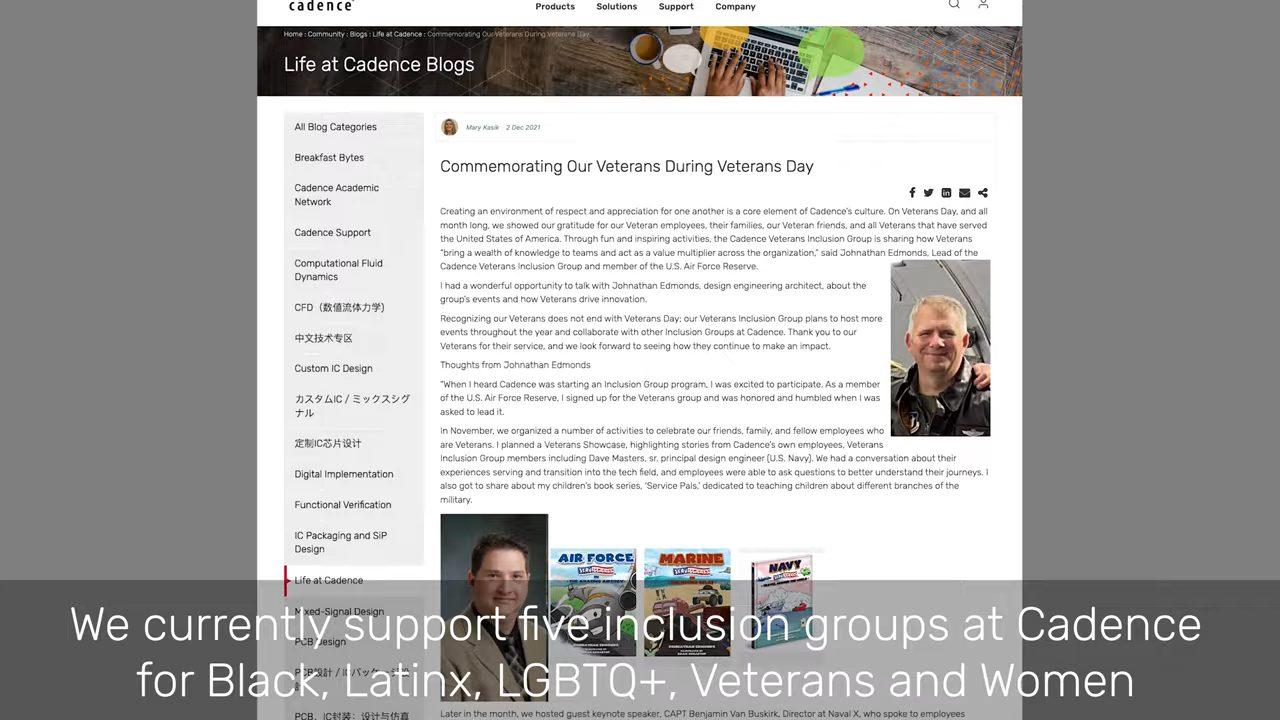 cadence
Products
Solutions
Support
Company
Home : Community : Blogs : Life at Cadence : Commemorating Our Veterans During Veterans Day
Life at Cadence Blogs
All Blog Categories
Breakfast Bytes
Cadence Academic
Network
Cadence Support
Computational Fluid
Dynamics
CFD（数値流体力学）
中文技术专区
Custom IC Design
カスタムIC / ミックスシグ
ナル
定制IC芯片设计
Digital Implementation
Functional Verification
IC Packaging and SiP
Design
Life at Cadence
Mixed-Signal Design
PCB Design
PCB、IC封装：设计与仿真
Mary Kasik 2 Dec 2021
Commemorating Our Veterans During Veterans Day
Creating an environment of respect and appreciation for one another is a core element of Cadence's culture. On Veterans Day, and all
month long, we showed our gratitude for our Veteran employees, their families, our Veteran friends, and all Veterans that have served
the United States of America. Through fun and inspiring activities, the Cadence Veterans Inclusion Group is sharing how Veterans
"bring a wealth of knowledge to teams and act as a value multiplier across the organization," said Johnathan Edmonds, Lead of the
Cadence Veterans Inclusion Group and member of the U.S. Air Force Reserve.
I had a wonderful opportunity to talk with Johnathan Edmonds, design engineering architect, about the
group's events and how Veterans drive innovation.
Recognizing our Veterans does not end with Veterans Day; our Veterans Inclusion Group plans to host more
events throughout the year and collaborate with other Inclusion Groups at Cadence. Thank you to our
Veterans for their service, and we look forward to seeing how they continue to make an impact.
Thoughts from Johnathan Edmonds
"When I heard Cadence was starting an Inclusion Group program, I was excited to participate. As a member
of the U.S. Air Force Reserve, I signed up for the Veterans group and was honored and humbled when I was
asked to lead it.
In November, we organized a number of activities to celebrate our friends, family, and fellow employees who
are Veterans. I planned a Veterans Showcase, highlighting stories from Cadence's own employees, Veterans
Inclusion Group members including Dave Masters, sr. principal design engineer (U.S. Navy). We had a conversation about their
experiences serving and transition into the tech field, and employees were able to ask questions to better understand their journeys. I
also got to share about my children's book series, 'Service Pals,' dedicated to teaching children about different branches of the
military.
AIR FORCE
MARINE
NAVY
Later in the month, we hosted guest keynote speaker, CAPT Benjamin Van Buskirk, Director at Naval X, who spoke to employees
We currently support five inclusion groups at Cadence
for Black, Latinx, LGBTQ+, Veterans and Women